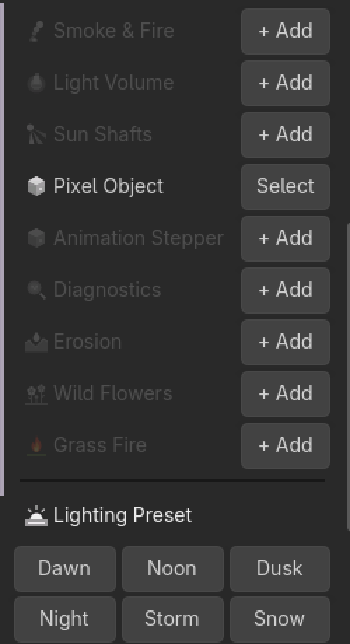 Smoke & Fire + Add
Light Volume + Add
Sun Shafts + Add
Pixel Object Select
Animation Stepper + Add
Diagnostics + Add
Erosion + Add
Wild Flowers + Add
Grass Fire + Add
Lighting Preset
Dawn Noon Dusk
Night Storm Snow